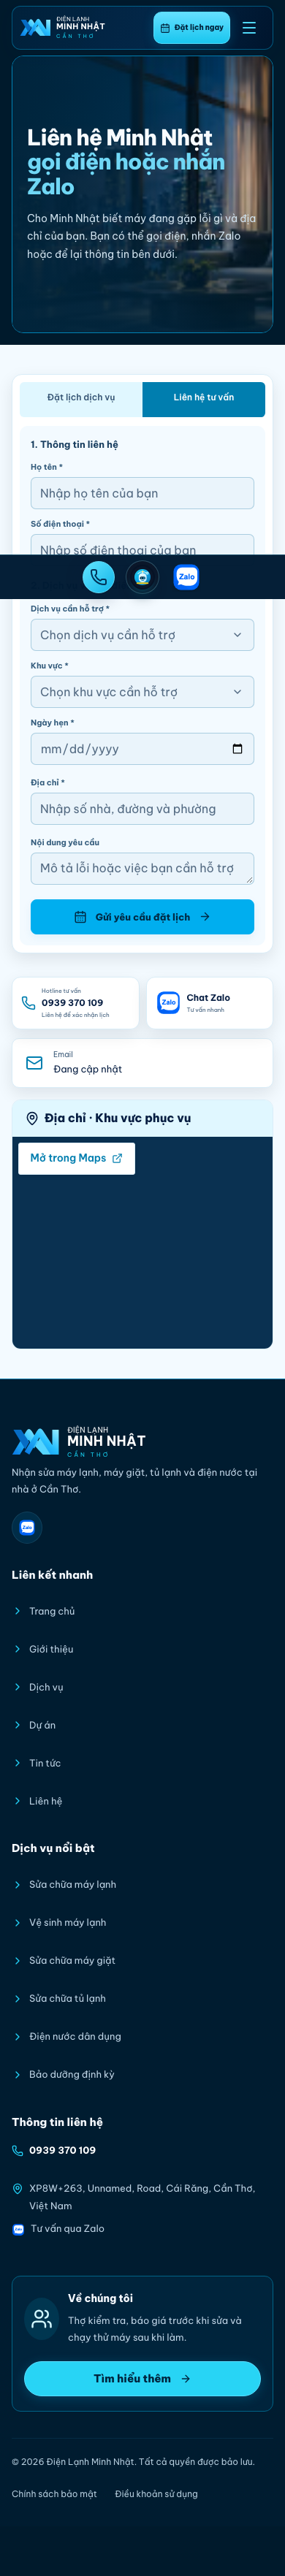 ĐIỆN LẠNH
MINH NHẬT
CẦN THƠ
Đặt lịch ngay
Liên hệ Minh Nhật
gọi điện hoặc nhắn
Zalo
Cho Minh Nhật biết máy đang gặp lỗi gì và địa
chỉ của bạn. Bạn có thể gọi điện, nhắn Zalo
hoặc để lại thông tin bên dưới.
Đặt lịch dịch vụ
Liên hệ tư vấn
1. Thông tin liên hệ
Họ tên *
Nhập họ tên của bạn
Số điện thoại *
Nhập số điện thoại của bạn
Zalo
Dịch vụ cần hỗ trợ *
Chọn dịch vụ cần hỗ trợ
Khu vực *
Chọn khu vực cần hỗ trợ
Ngày hẹn *
mm/dd/yyyy
Địa chỉ *
Nhập số nhà, đường và phường
Nội dung yêu cầu
Mô tả lỗi hoặc việc bạn cần hỗ trợ
Gửi yêu cầu đặt lịch
Hotline tư vấn
0939 370 109
Liên hệ để xác nhận lịch
Zalo
Chat Zalo
Tư vấn nhanh
Email
Đang cập nhật
Địa chỉ · Khu vực phục vụ
Mở trong Maps
ĐIỆN LẠNH
MINH NHẬT
CẦN THƠ
Nhận sửa máy lạnh, máy giặt, tủ lạnh và điện nước tại
nhà ở Cần Thơ.
Zalo
Liên kết nhanh
Trang chủ
Giới thiệu
Dịch vụ
Dự án
Tin tức
Liên hệ
Dịch vụ nổi bật
Sửa chữa máy lạnh
Vệ sinh máy lạnh
Sửa chữa máy giặt
Sửa chữa tủ lạnh
Điện nước dân dụng
Bảo dưỡng định kỳ
Thông tin liên hệ
0939 370 109
XP8W+263, Unnamed, Road, Cái Răng, Cần Thơ,
Việt Nam
Zalo
Tư vấn qua Zalo
Về chúng tôi
Thợ kiểm tra, báo giá trước khi sửa và
chạy thử máy sau khi làm.
Tìm hiểu thêm
© 2026 Điện Lạnh Minh Nhật. Tất cả quyền được bảo lưu.
Chính sách bảo mật
Điều khoản sử dụng